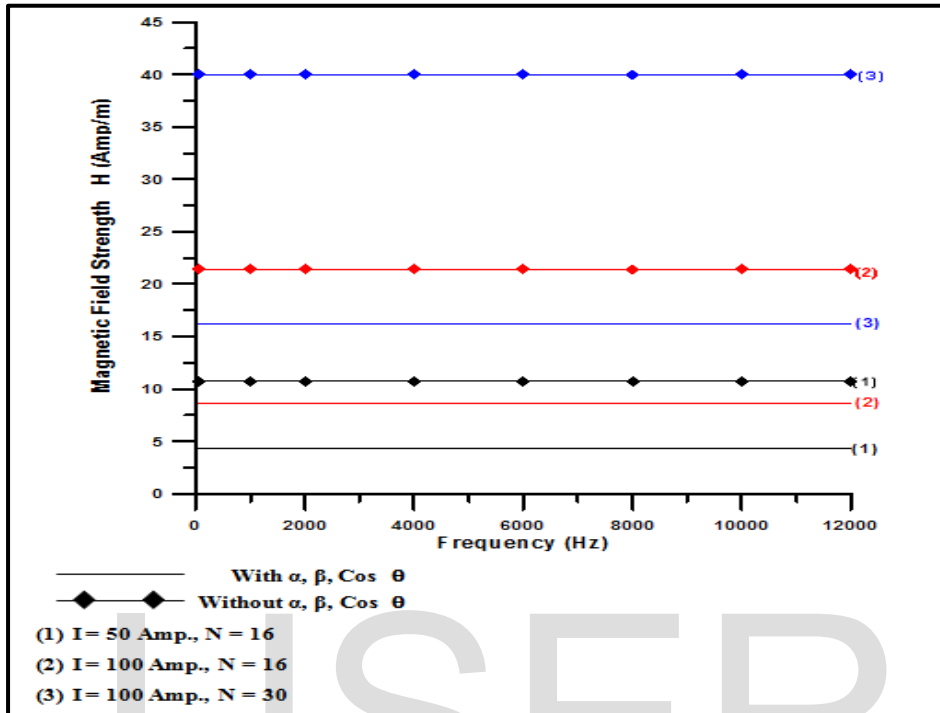 45
40
35
30
25
20
15
10
5
0
Magnetic Field Strength H (Amp/m)
(3)
(2)
(3)
(1)
(2)
(1)
0 2000 4000 6000 8000 10000 12000
Frequency (Hz)
With α, β, Cos θ
Without α, β, Cos θ
(1) I= 50 Amp., N = 16
(2) I= 100 Amp., N = 16
(3) I= 100 Amp., N = 30